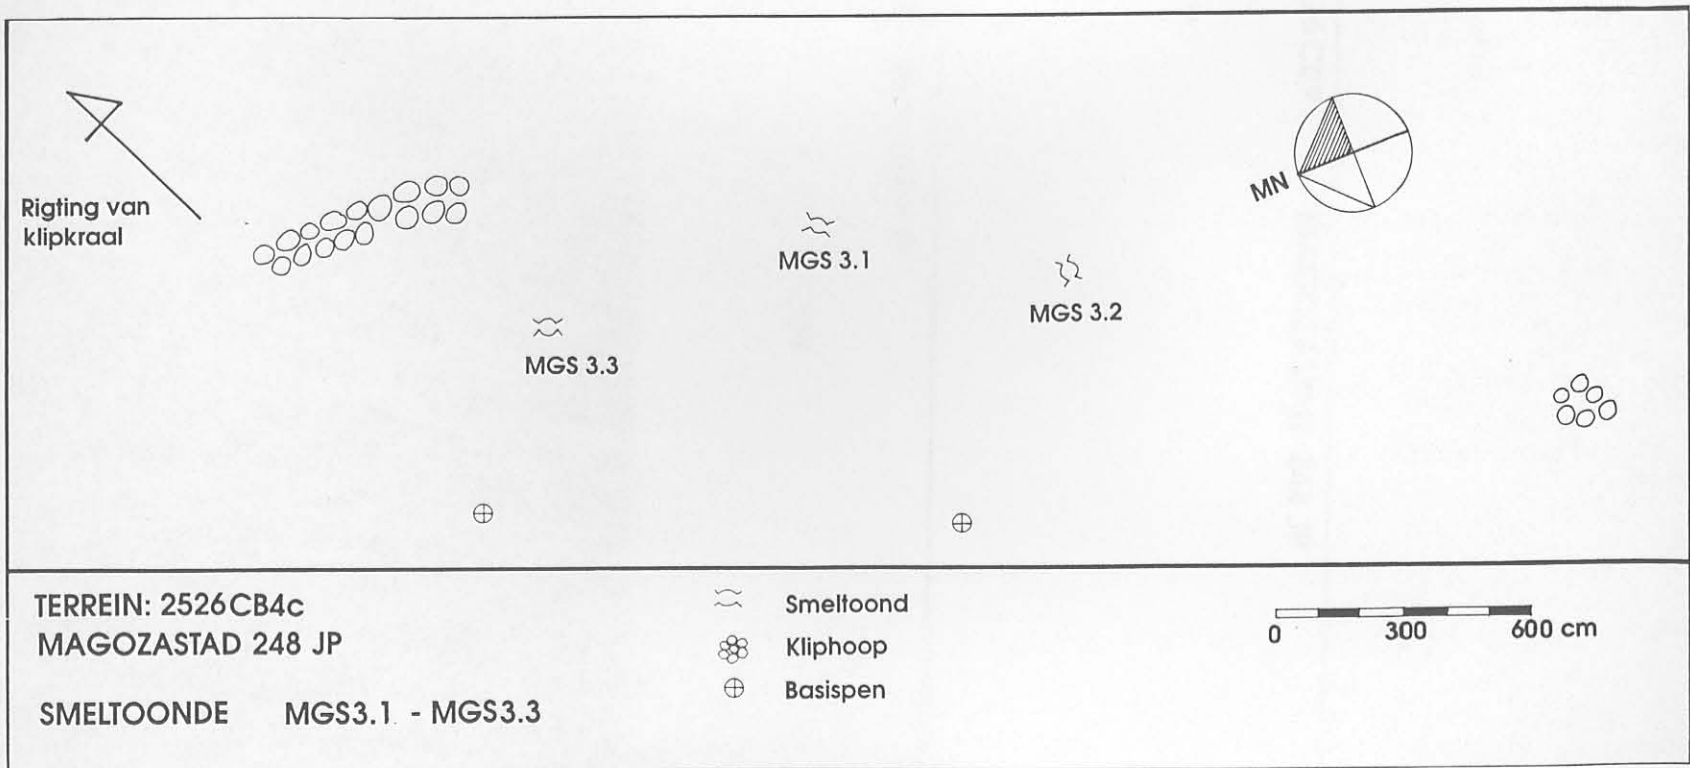 Rigting van
klipkraal
MN
MGS 3.1
MGS 3.2
MGS 3.3
TERREIN: 2526CB4c
MAGOZASTAD 248 JP
SMELTOONDE MGS3.1 - MGS3.3
Smeltoond
Kliphoop
Basispen
0 300 600 cm